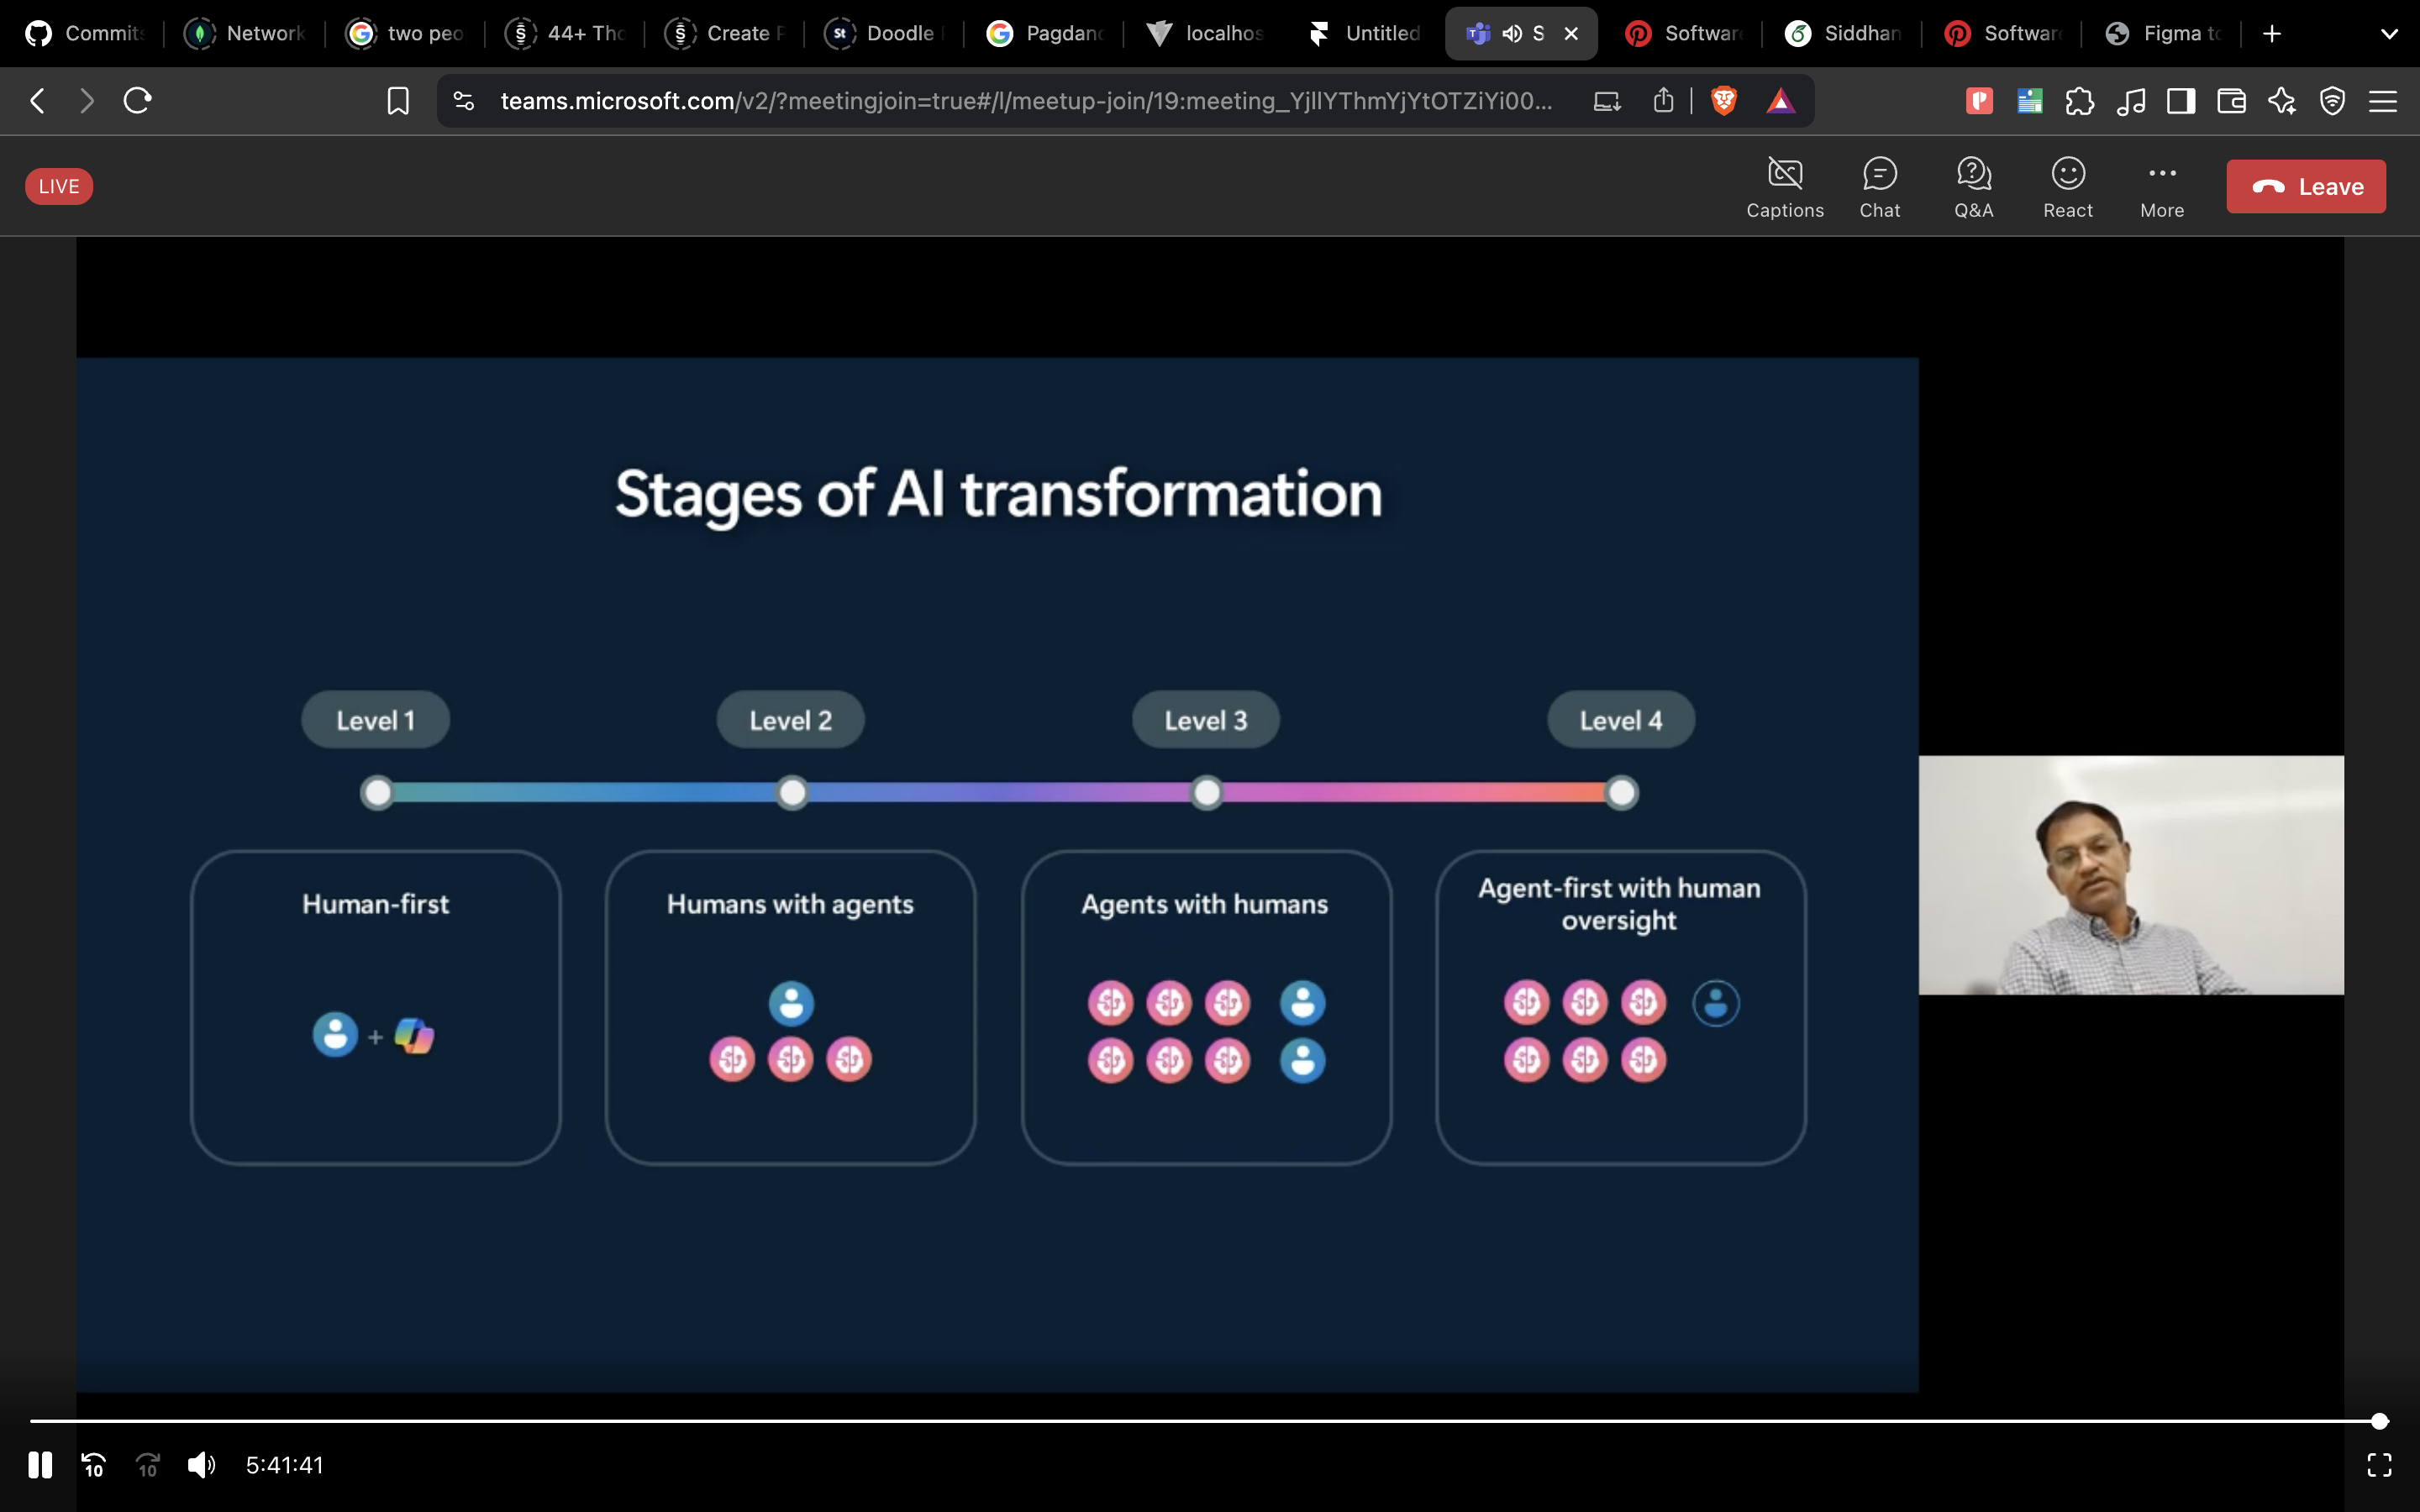 Commits
Network
two peo
44+ Tho
Create P
Doodle I
Pagdand
localhos
Untitled
S
Softwar
Siddhan
Softwar
Figma to
teams.microsoft.com/v2/?meetingjoin=true#/l/meetup-join/19:meeting_YjllYThmYjYtOTZiYi00...
LIVE
Captions
Chat
Q&A
React
More
Leave
Stages of AI transformation
Level 1
Level 2
Level 3
Level 4
Human-first
Humans with agents
Agents with humans
Agent-first with human
oversight
+
10
10
5:41:41